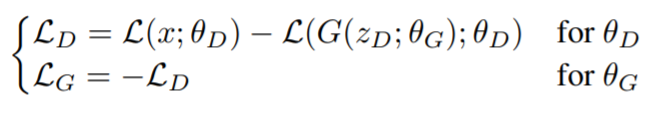 ℒ_D = ℒ(x; θ_D) − ℒ(G(z_D; θ_G); θ_D) for θ_D
ℒ_G = −ℒ_D for θ_G